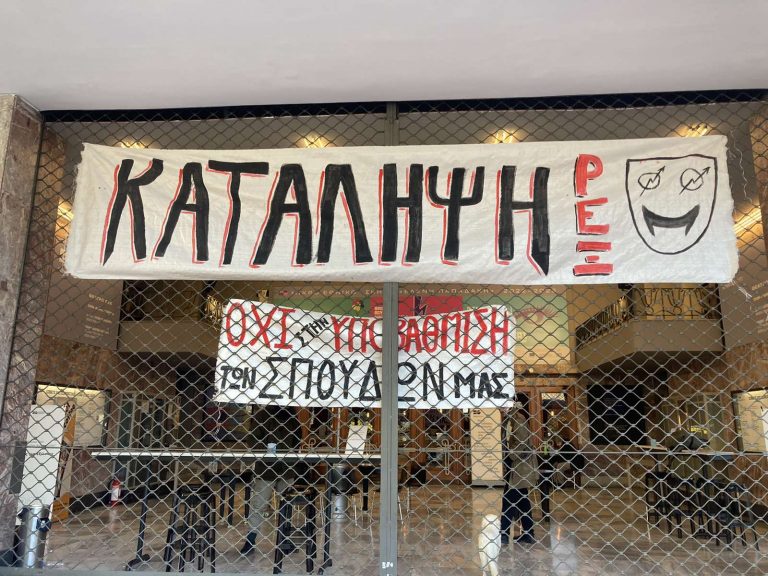 ΚΑΤΑΛΗΨΗ ΡΕΞ
ΟΧΙ ΣΤΗΝ ΥΠΟΒΑΘΜΙΣΗ
ΤΩΝ ΣΠΟΥΔΩΝ ΜΑΣ